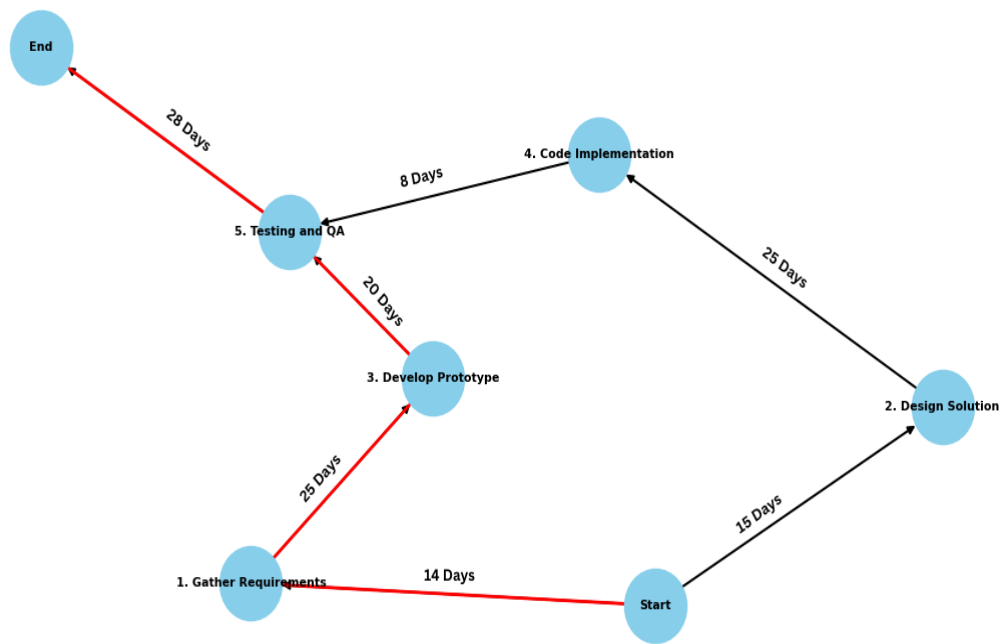 End
28 Days
4. Code Implementation
8 Days
5. Testing and QA
25 Days
20 Days
3. Develop Prototype
2. Design Solution
25 Days
15 Days
14 Days
1. Gather Requirements
Start